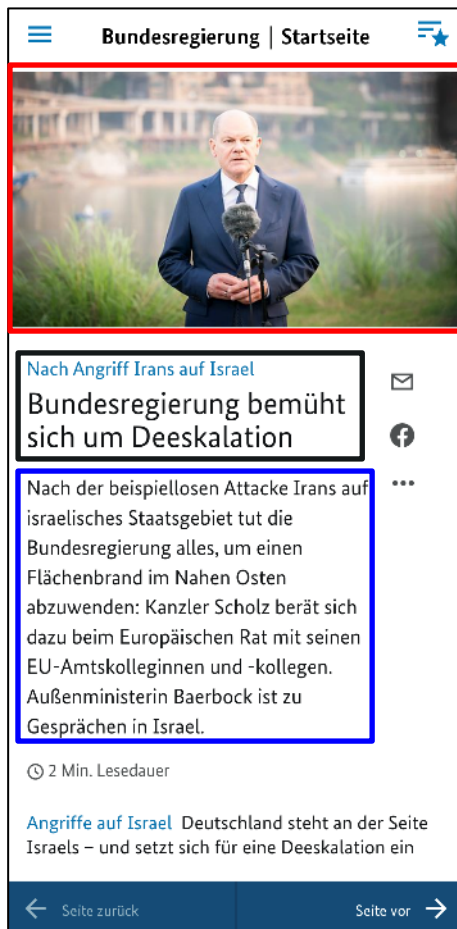 Bundesregierung | Startseite
Nach Angriff Irans auf Israel
Bundesregierung bemüht
sich um Deeskalation
Nach der beispiellosen Attacke Irans auf
israelisches Staatsgebiet tut die
Bundesregierung alles, um einen
Flächenbrand im Nahen Osten
abzuwenden: Kanzler Scholz berät sich
dazu beim Europäischen Rat mit seinen
EU-Amtskolleginnen und -kollegen.
Außenministerin Baerbock ist zu
Gesprächen in Israel.
2 Min. Lesedauer
Angriffe auf Israel Deutschland steht an der Seite
Israels – und setzt sich für eine Deeskalation ein
Seite zurück
Seite vor